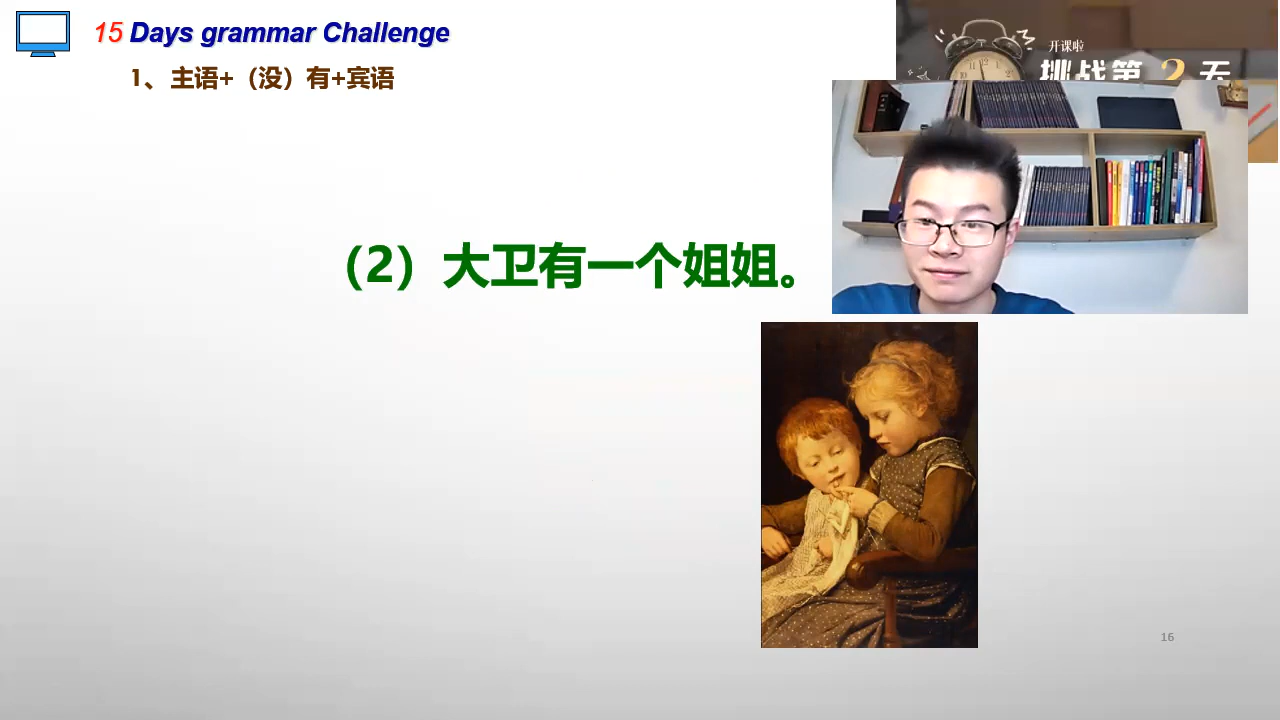 15 Days grammar Challenge
开课啦
挑战第 2 天
1、主语+（没）有+宾语
（2）大卫有一个姐姐。
16